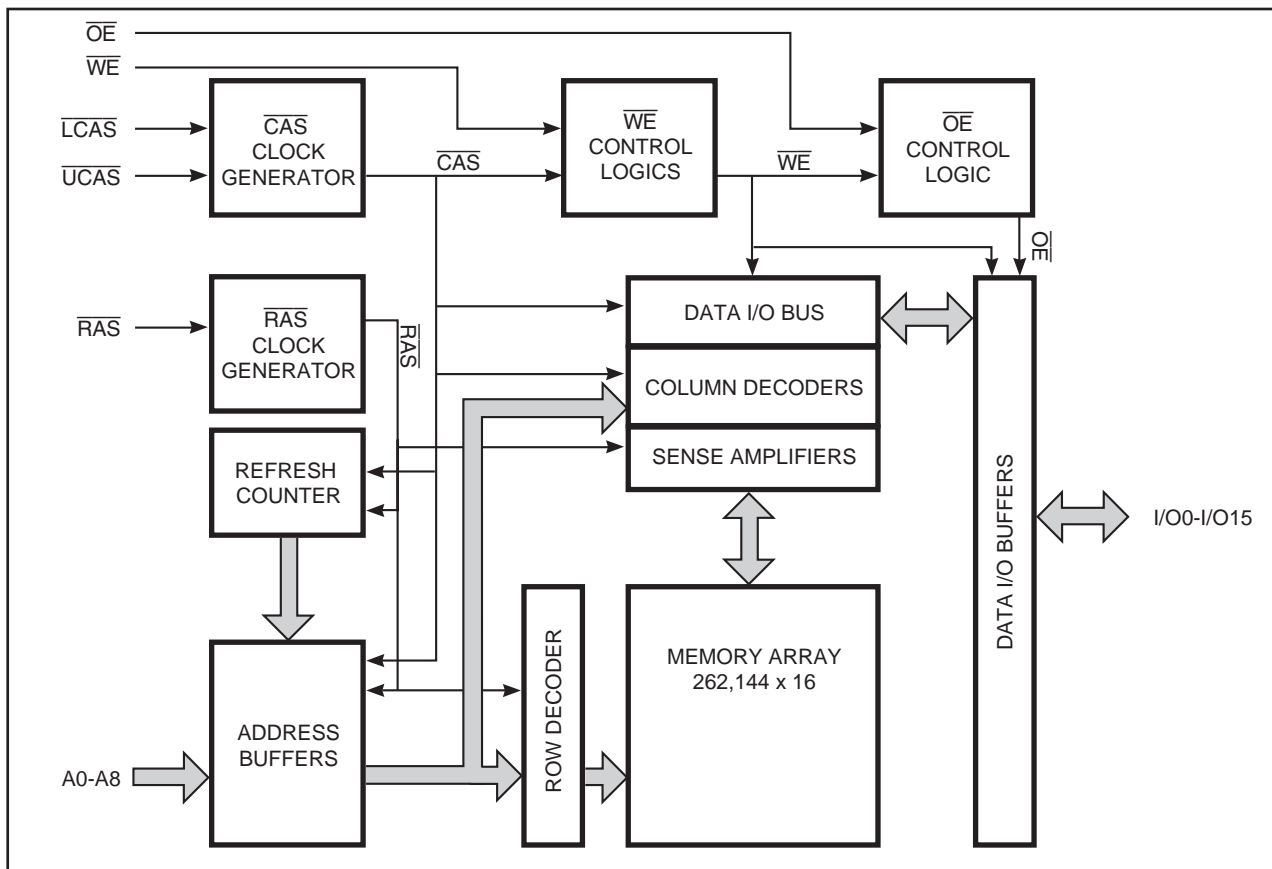 OE
WE
LCAS
UCAS
CAS
CLOCK
GENERATOR
CAS
WE
CONTROL
LOGICS
WE
OE
CONTROL
LOGIC
OE
RAS
RAS
CLOCK
GENERATOR
RAS
DATA I/O BUS
COLUMN DECODERS
SENSE AMPLIFIERS
REFRESH
COUNTER
DATA I/O BUFFERS
I/O0-I/O15
ROW DECODER
MEMORY ARRAY
262,144 x 16
ADDRESS
BUFFERS
A0-A8